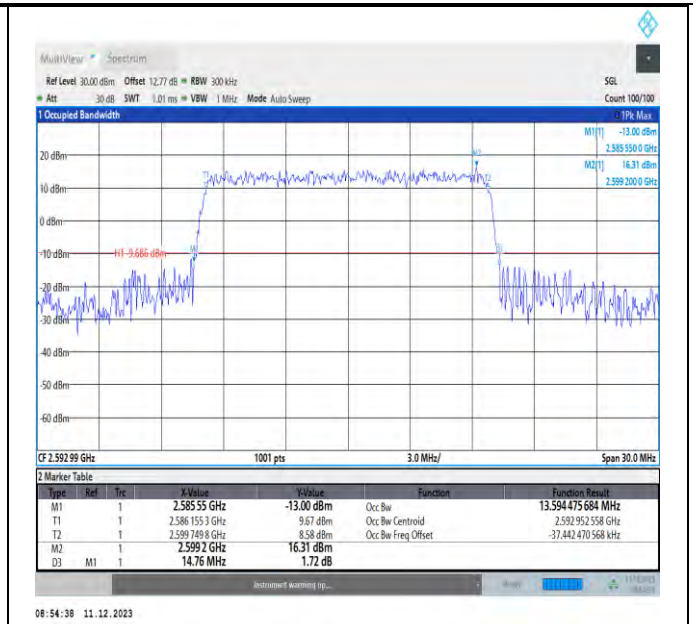 MultiView Spectrum
Ref Level 30.00 dBm Offset 12.77 dB RBW 300 kHz SGL
Att 30 dB SWT 1.01 ms VBW 1 MHz Mode Auto Sweep Count 100/100
1 Occupied Bandwidth 1Pk Max
M1[1] -13.00 dBm
2.585 550 0 GHz
M2[1] 16.31 dBm
2.599 200 0 GHz
20 dBm
10 dBm
0 dBm
-10 dBm
H1 -9.686 dBm
-20 dBm
-30 dBm
-40 dBm
-50 dBm
-60 dBm
M1
T1
M2
T2
D3
CF 2.592 99 GHz 1001 pts 3.0 MHz/ Span 30.0 MHz
2 Marker Table
Type Ref Trc X-Value Y-Value Function Function Result
M1 1 2.585 55 GHz -13.00 dBm Occ Bw 13.594 475 684 MHz
T1 1 2.586 155 3 GHz 9.67 dBm Occ Bw Centroid 2.592 952 558 GHz
T2 1 2.599 749 8 GHz 8.58 dBm Occ Bw Freq Offset -37.442 470 568 kHz
M2 1 2.599 2 GHz 16.31 dBm
D3 M1 1 14.76 MHz 1.72 dB
Instrument warming up...
08:54:38 11.12.2023